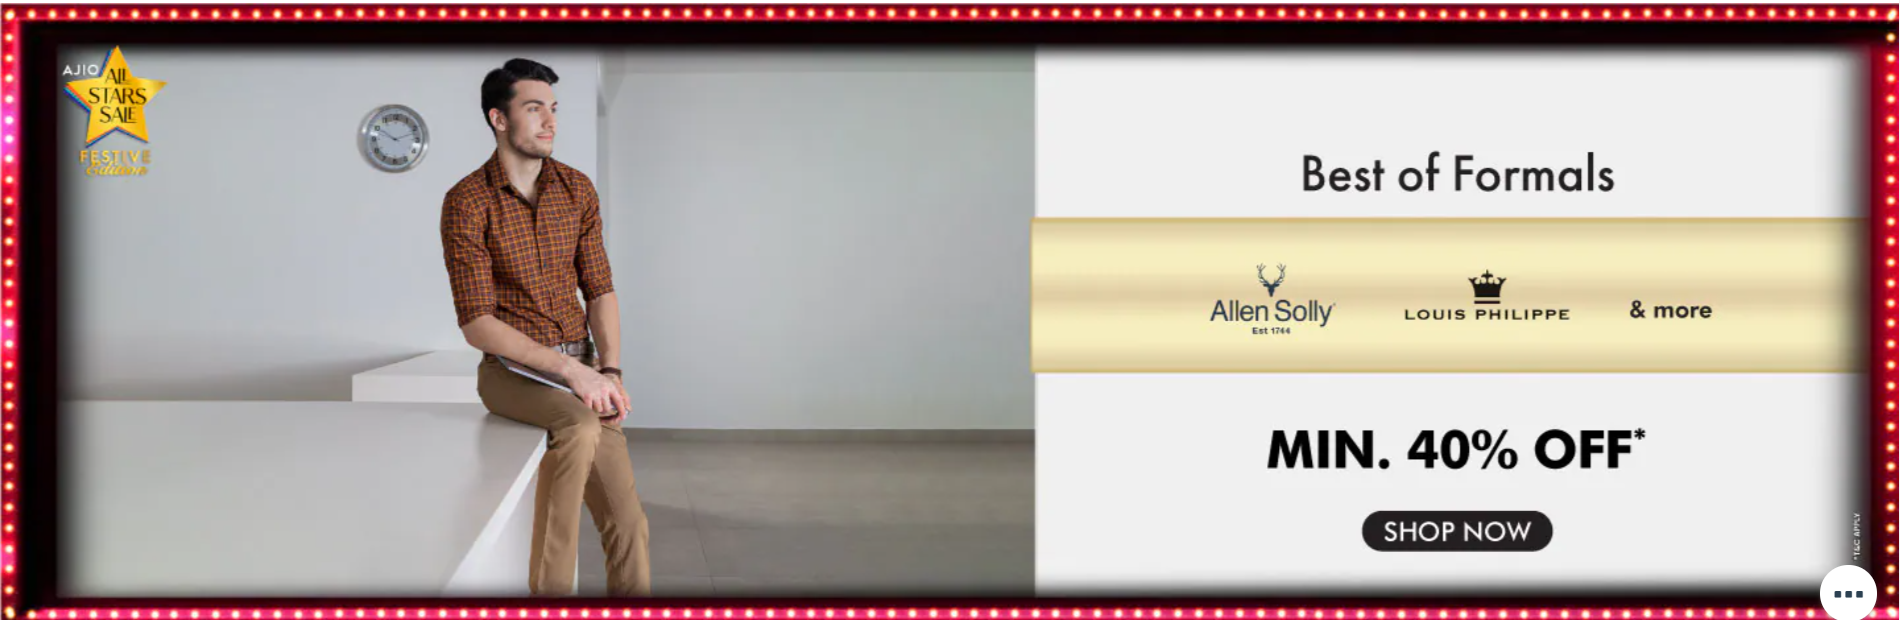 AJIO
ALL
STARS
SALE
FESTIVE
Edition
Best of Formals
Allen Solly
Est 1744
LOUIS PHILIPPE
& more
MIN. 40% OFF*
SHOP NOW
*T&C APPLY